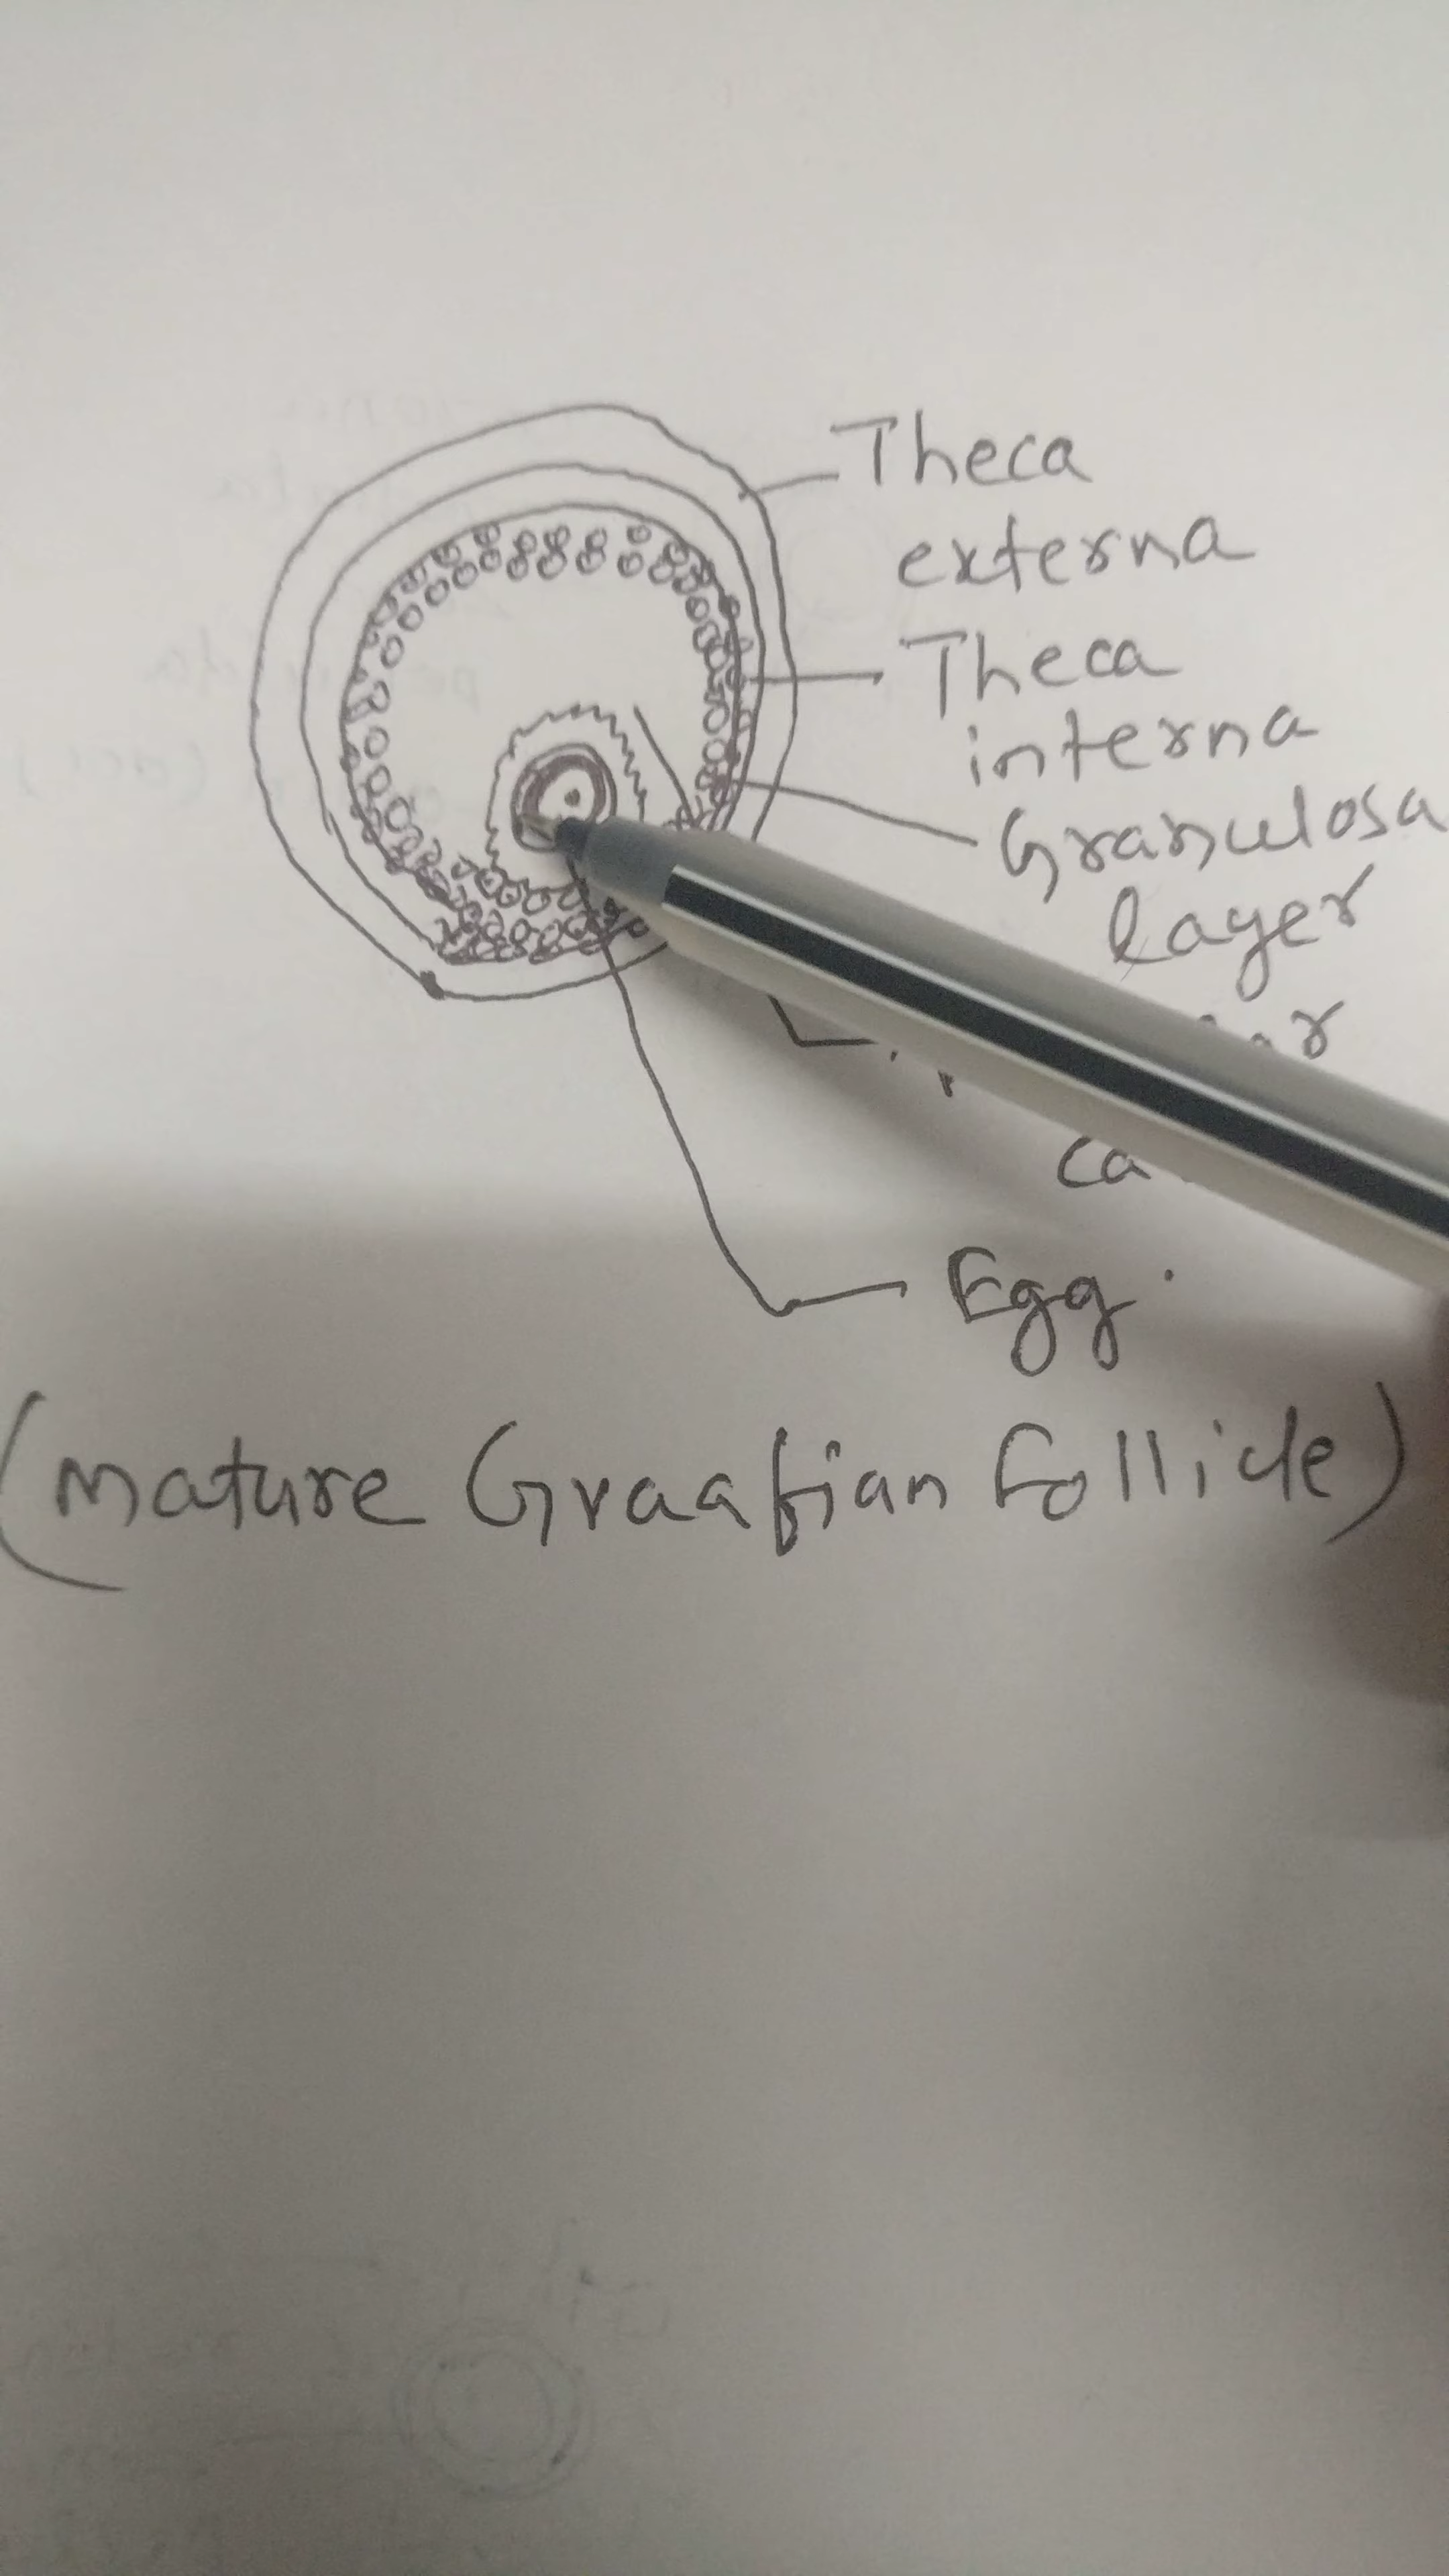 Theca
externa
Theca
interna
Granulosa
layer
Egg.
(Mature Graafian Follicle)